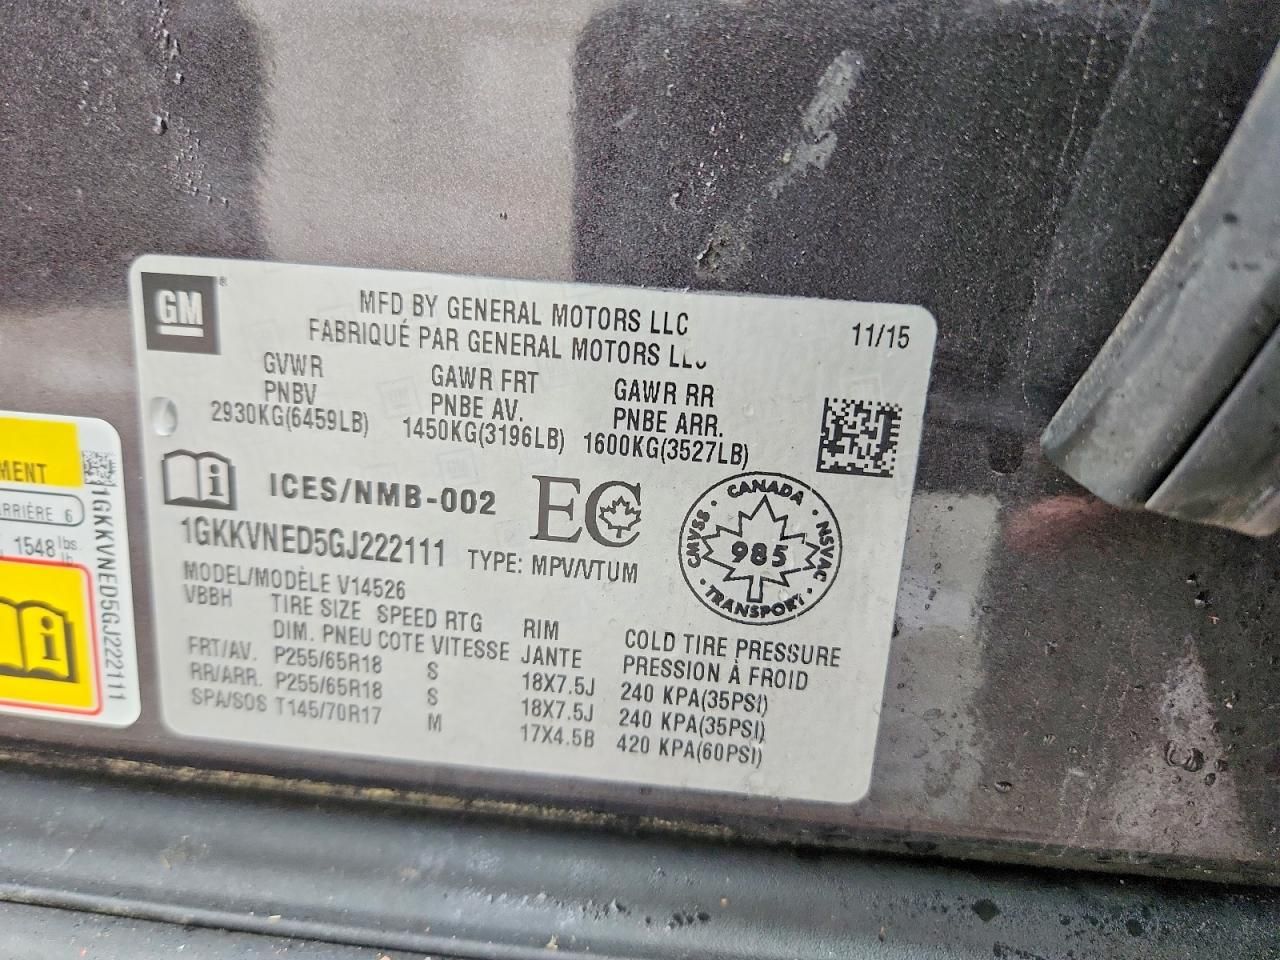 GM
MFD BY GENERAL MOTORS LLC
11/15
FABRIQUÉ PAR GENERAL MOTORS LLC
GVWR
PNBV
2930KG(6459LB)
GAWR FRT
PNBE AV.
1450KG(3196LB)
GAWR RR
PNBE ARR.
1600KG(3527LB)
ICES/NMB-002
EC
CANADA
CMVSS · NSVAC
985
TRANSPORT
1GKKVNED5GJ222111 TYPE: MPV/VTUM
MODEL/MODÈLE V14526
VBBH TIRE SIZE SPEED RTG RIM COLD TIRE PRESSURE
DIM. PNEU COTE VITESSE JANTE PRESSION À FROID
FRT/AV. P255/65R18 S 18X7.5J 240 KPA(35PSI)
RR/ARR. P255/65R18 S 18X7.5J 240 KPA(35PSI)
SPA/SOS T145/70R17 M 17X4.5B 420 KPA(60PSI)
ARRIÈRE 6
1548 lbs.
1GKKVNED5GJ222111